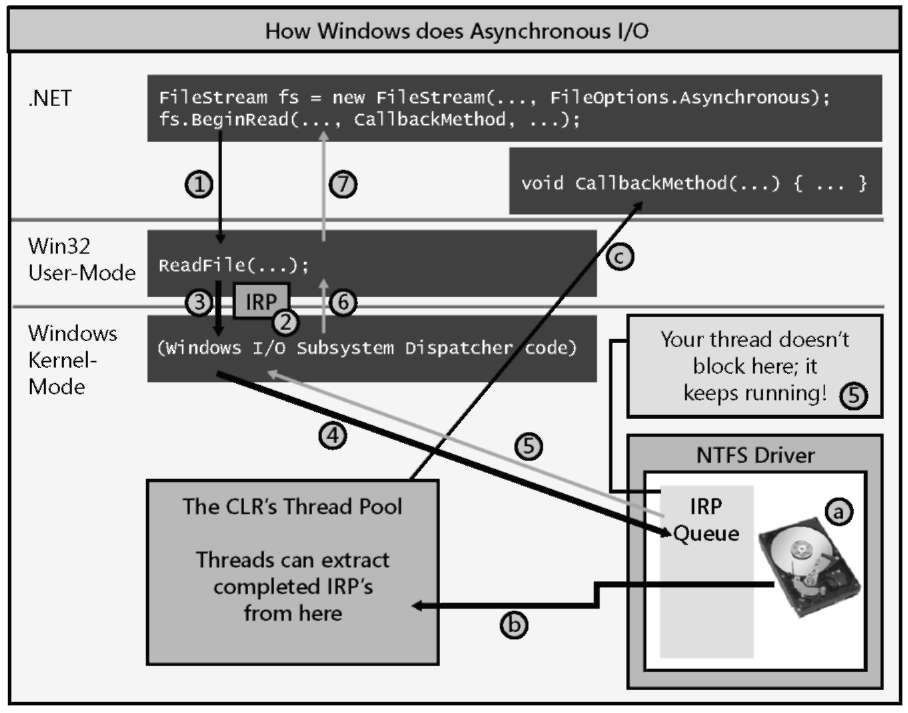 How Windows does Asynchronous I/O
.NET
FileStream fs = new FileStream(..., FileOptions.Asynchronous);
fs.BeginRead(..., CallbackMethod, ...);
1
7
void CallbackMethod(...) { ... }
Win32
User-Mode
ReadFile(...);
c
3
IRP
2
6
Windows
Kernel-
Mode
(Windows I/O Subsystem Dispatcher code)
Your thread doesn't
block here; it
keeps running!
5
4
5
NTFS Driver
The CLR's Thread Pool
Threads can extract
completed IRP's
from here
IRP
Queue
a
b